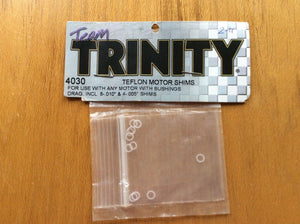 Team
TRINITY
4030 TEFLON MOTOR SHIMS
FOR USE WITH ANY MOTOR WITH BUSHINGS
DRAG, INCL. 8-.010" & 4-.005" SHIMS